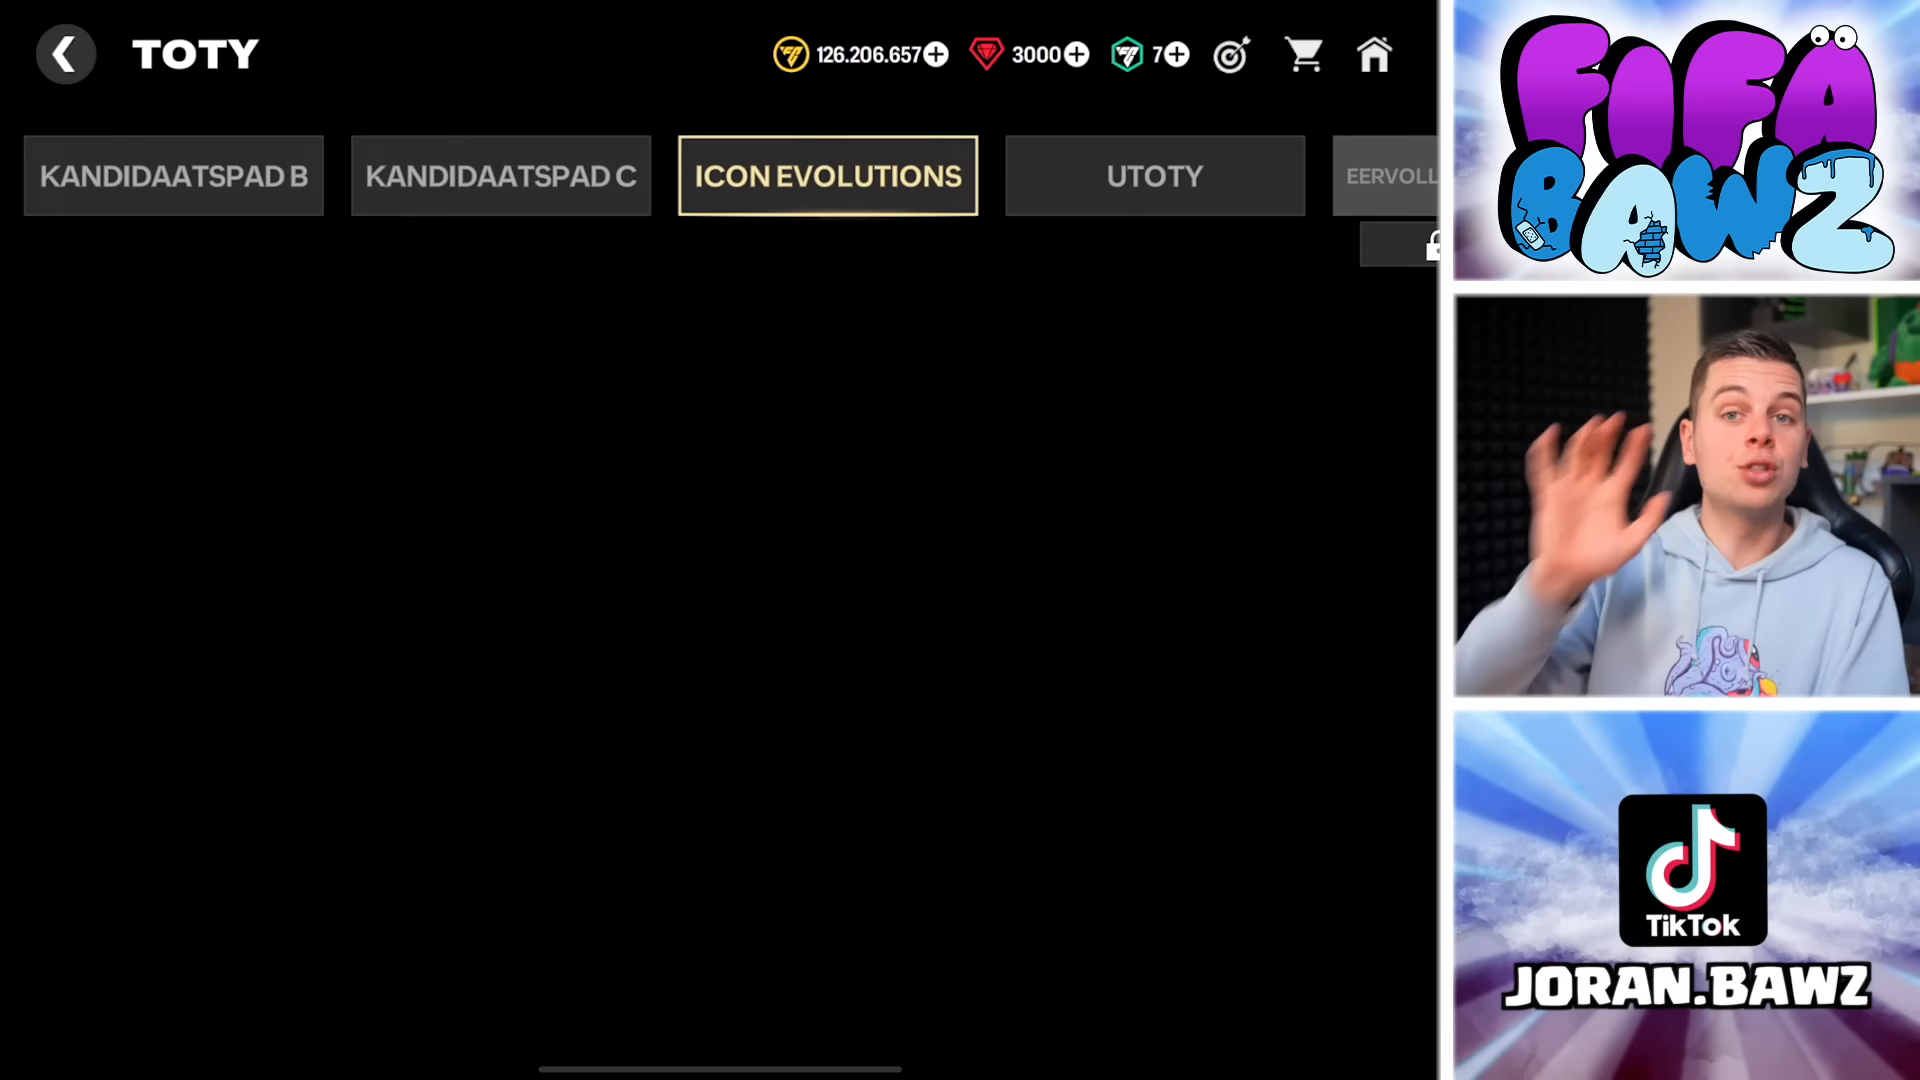 TOTY
126.206.657
3000
7
KANDIDAATSPAD B
KANDIDAATSPAD C
ICON EVOLUTIONS
UTOTY
EERVOLL
FIFA
BAWZ
TikTok
JORAN.BAWZ